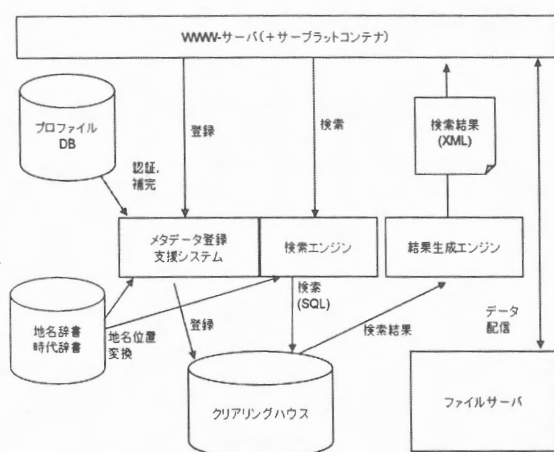 WWW-サーバ(+サーブラットコンテナ)
プロファイル
DB
登録
検索
検索結果
(XML)
認証,
補完
メタデータ登録
支援システム
検索エンジン
結果生成エンジン
地名辞書
時代辞書
地名位置
変換
登録
検索
(SQL)
検索結果
データ
配信
クリアリングハウス
ファイルサーバ